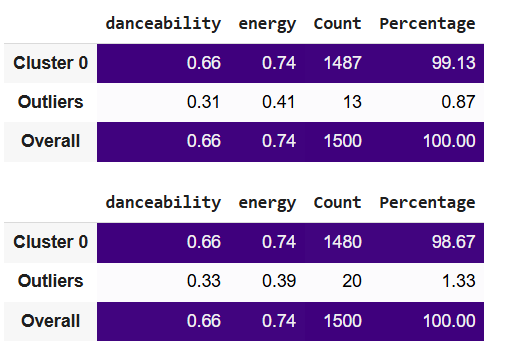 danceability energy Count Percentage
Cluster 0 0.66 0.74 1487 99.13
Outliers 0.31 0.41 13 0.87
Overall 0.66 0.74 1500 100.00
danceability energy Count Percentage
Cluster 0 0.66 0.74 1480 98.67
Outliers 0.33 0.39 20 1.33
Overall 0.66 0.74 1500 100.00